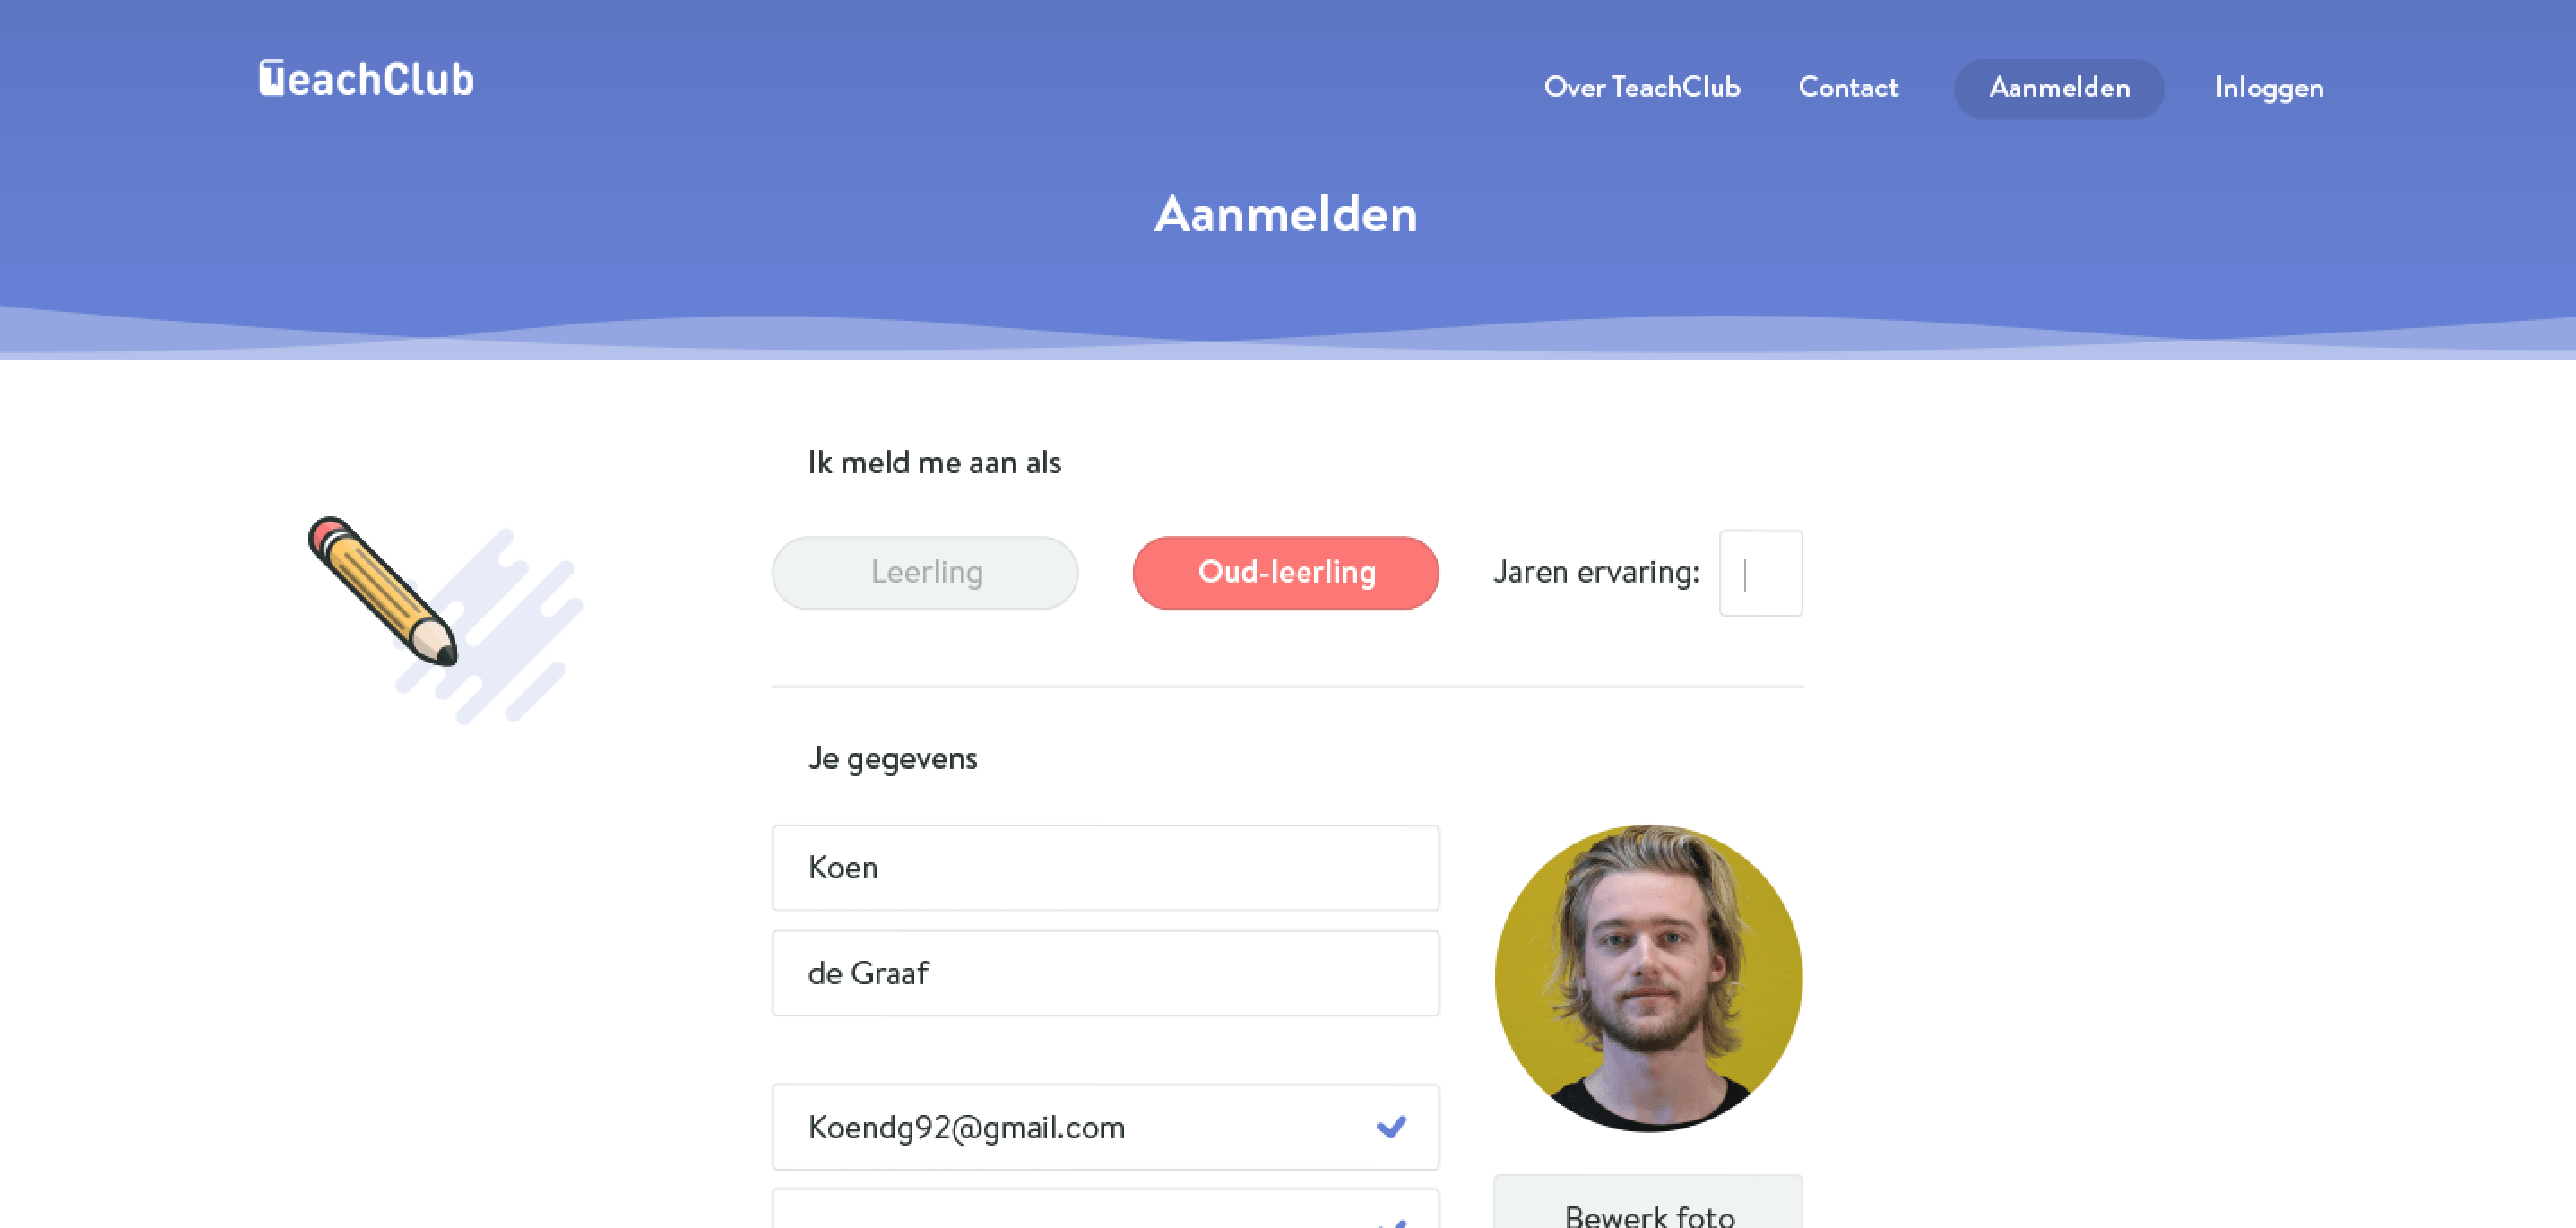 TeachClub
Over TeachClub Contact Aanmelden Inloggen
Aanmelden
Ik meld me aan als
Leerling Oud-leerling Jaren ervaring:
Je gegevens
Koen
de Graaf
Koendg92@gmail.com
Bewerk foto